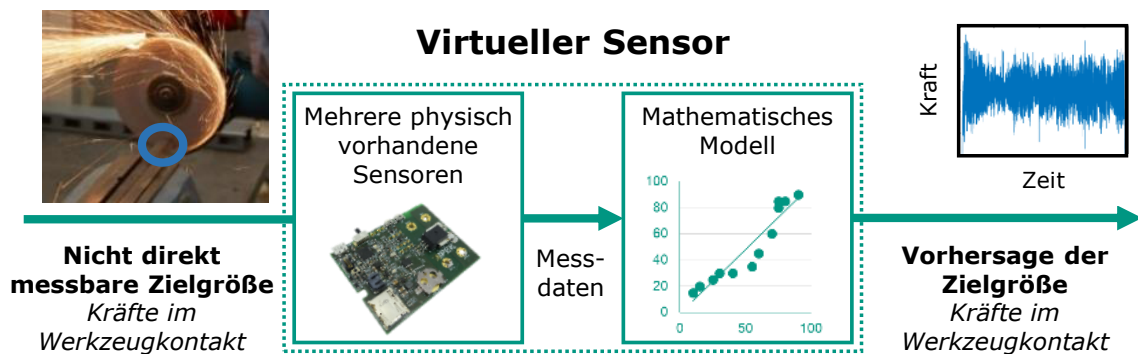 Virtueller Sensor
Mehrere physisch
vorhandene
Sensoren
Mess-
daten
Mathematisches
Modell
100
80
60
40
20
0
0
50
100
Kraft
Zeit
Nicht direkt
messbare Zielgröße
Kräfte im
Werkzeugkontakt
Vorhersage der
Zielgröße
Kräfte im
Werkzeugkontakt